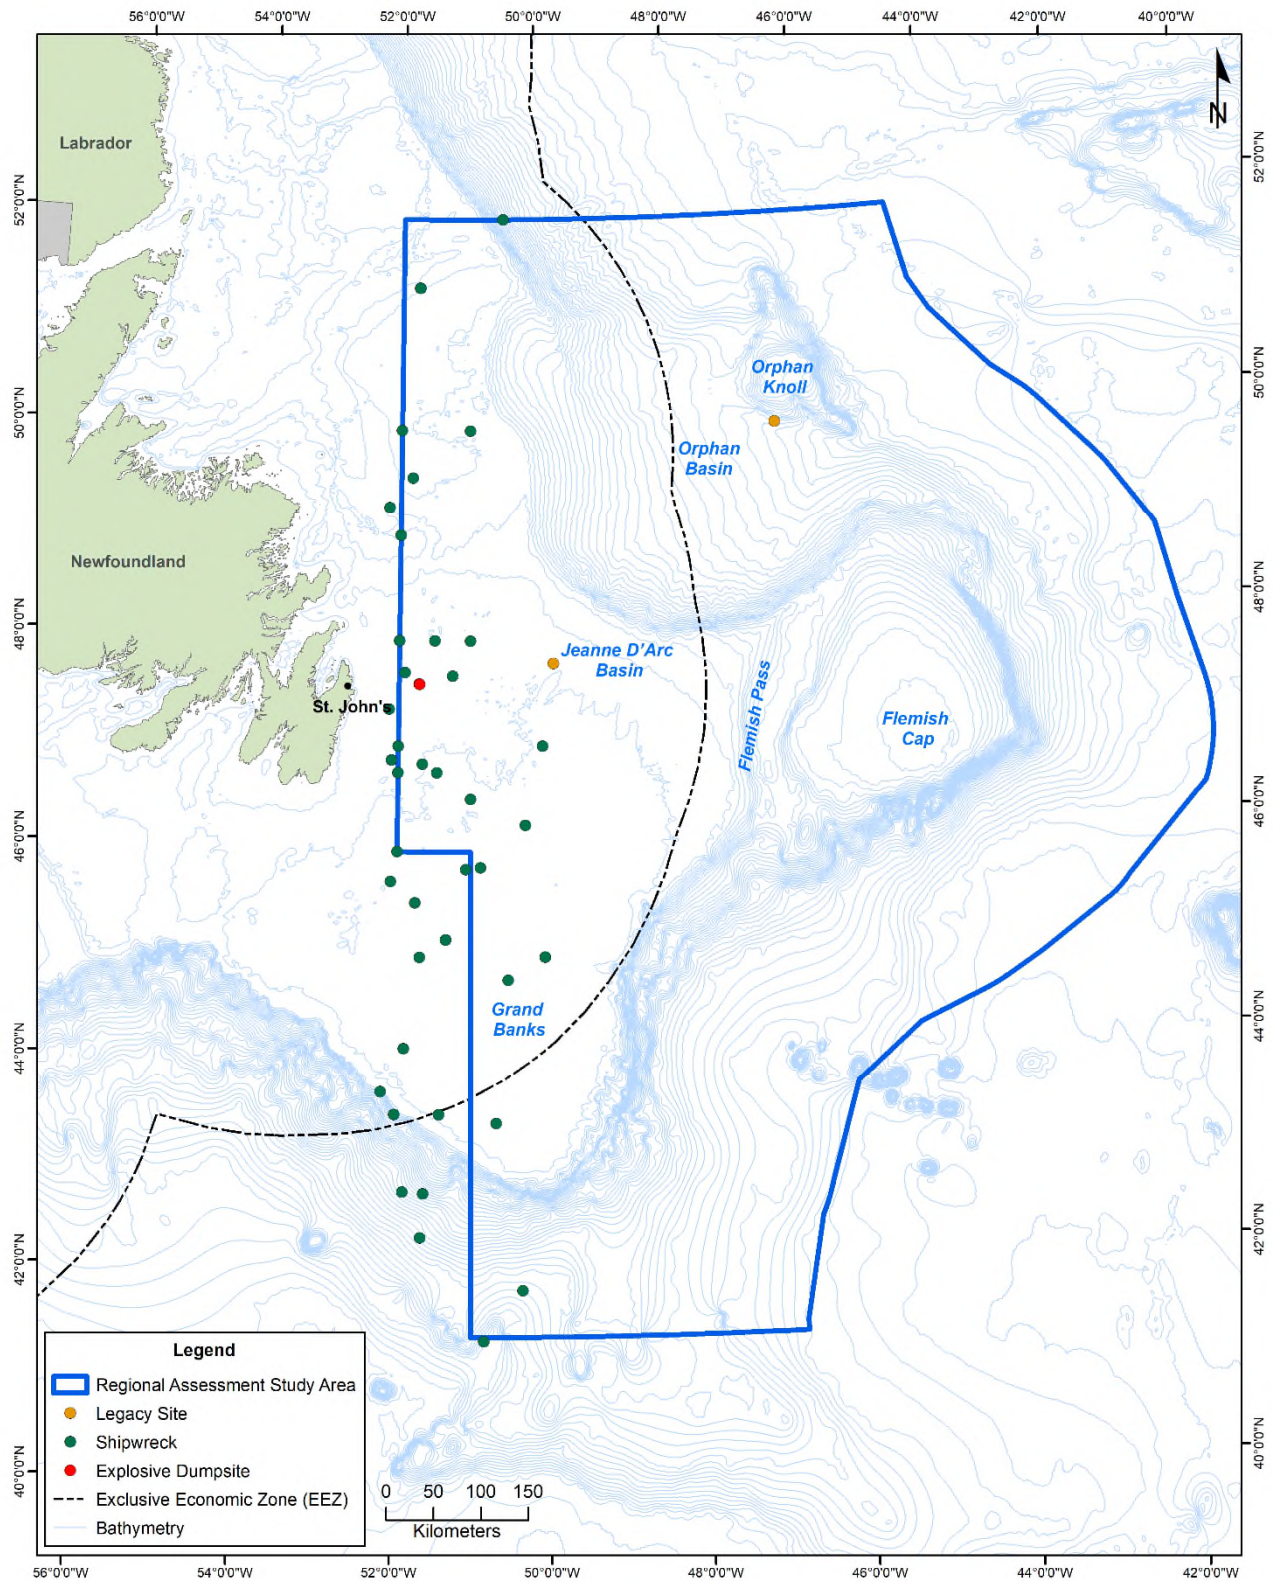 56°0'0"W 54°0'0"W 52°0'0"W 50°0'0"W 48°0'0"W 46°0'0"W 44°0'0"W 42°0'0"W 40°0'0"W
N
Labrador
52°0'0"N
52°0'0"N
Orphan
Knoll
50°0'0"N
50°0'0"N
Orphan
Basin
Newfoundland
48°0'0"N
48°0'0"N
Jeanne D'Arc
Basin
Flemish Pass
St. John's
Flemish
Cap
46°0'0"N
46°0'0"N
Grand
Banks
44°0'0"N
44°0'0"N
42°0'0"N
42°0'0"N
Legend
Regional Assessment Study Area
Legacy Site
Shipwreck
Explosive Dumpsite
Exclusive Economic Zone (EEZ)
Bathymetry
40°0'0"N
40°0'0"N
0 50 100 150
Kilometers
56°0'0"W 54°0'0"W 52°0'0"W 50°0'0"W 48°0'0"W 46°0'0"W 44°0'0"W 42°0'0"W